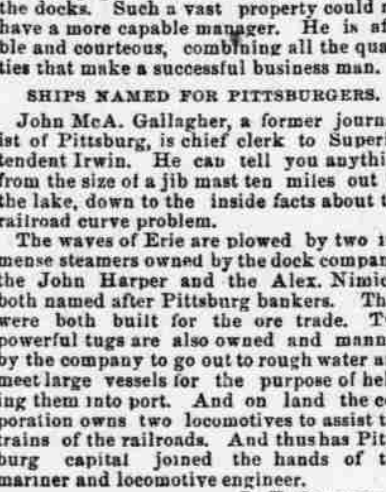 the docks. Such a vast property could n
have a more capable manager. He is af
ble and courteous, combining all the qua
ties that make a successful business man.
SHIPS NAMED FOR PITTSBURGERS.
John McA. Gallagher, a former journa
ist of Pittsburg, is chief clerk to Superi
tendent Irwin. He can tell you anythin
from the size of a jib mast ten miles out i
the lake, down to the inside facts about t
railroad curve problem.
The waves of Erie are plowed by two i
mense steamers owned by the dock compan
the John Harper and the Alex. Nimic
both named after Pittsburg bankers. Th
were both built for the ore trade. T
powerful tugs are also owned and mann
by the company to go out to rough water a
meet large vessels for the purpose of hel
ing them into port. And on land the co
poration owns two locomotives to assist t
trains of the railroads. And thus has Pit
burg capital joined the hands of t
mariner and locomotive engineer.